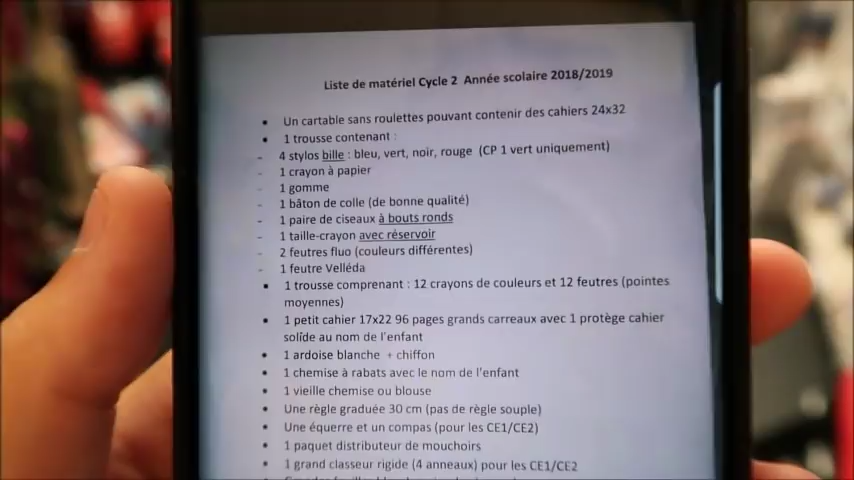 Liste de matériel Cycle 2 Année scolaire 2018/2019
• Un cartable sans roulettes pouvant contenir des cahiers 24x32
• 1 trousse contenant :
- 4 stylos bille : bleu, vert, noir, rouge (CP 1 vert uniquement)
- 1 crayon à papier
- 1 gomme
- 1 bâton de colle (de bonne qualité)
- 1 paire de ciseaux à bouts ronds
- 1 taille-crayon avec réservoir
- 2 feutres fluo (couleurs différentes)
- 1 feutre Velléda
• 1 trousse comprenant : 12 crayons de couleurs et 12 feutres (pointes
moyennes)
• 1 petit cahier 17x22 96 pages grands carreaux avec 1 protège cahier
solide au nom de l'enfant
• 1 ardoise blanche + chiffon
• 1 chemise à rabats avec le nom de l'enfant
• 1 vieille chemise ou blouse
• Une règle graduée 30 cm (pas de règle souple)
• Une équerre et un compas (pour les CE1/CE2)
• 1 paquet distributeur de mouchoirs
• 1 grand classeur rigide (4 anneaux) pour les CE1/CE2